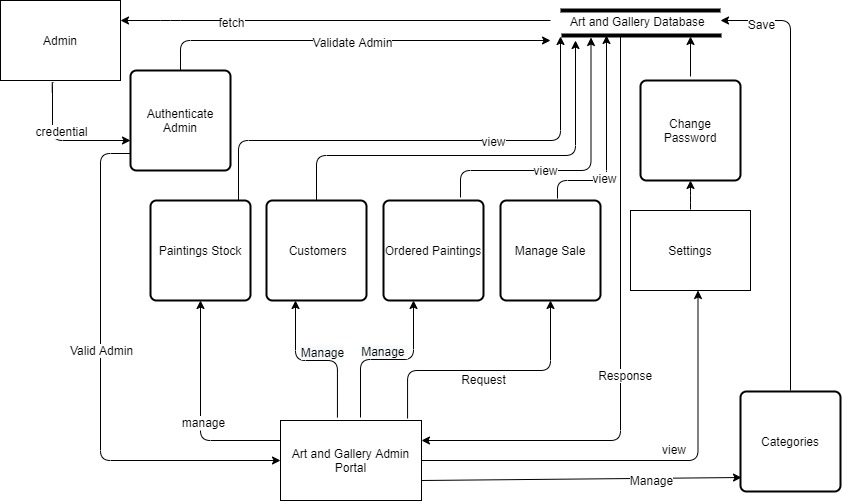 Art and Gallery Database
fetch
Save
Admin
Validate Admin
Authenticate
Admin
Change
Password
credential
view
view
view
Paintings Stock
Customers
Ordered Paintings
Manage Sale
Settings
Valid Admin
Manage
Manage
Request
Response
manage
Art and Gallery Admin
Portal
view
Categories
Manage